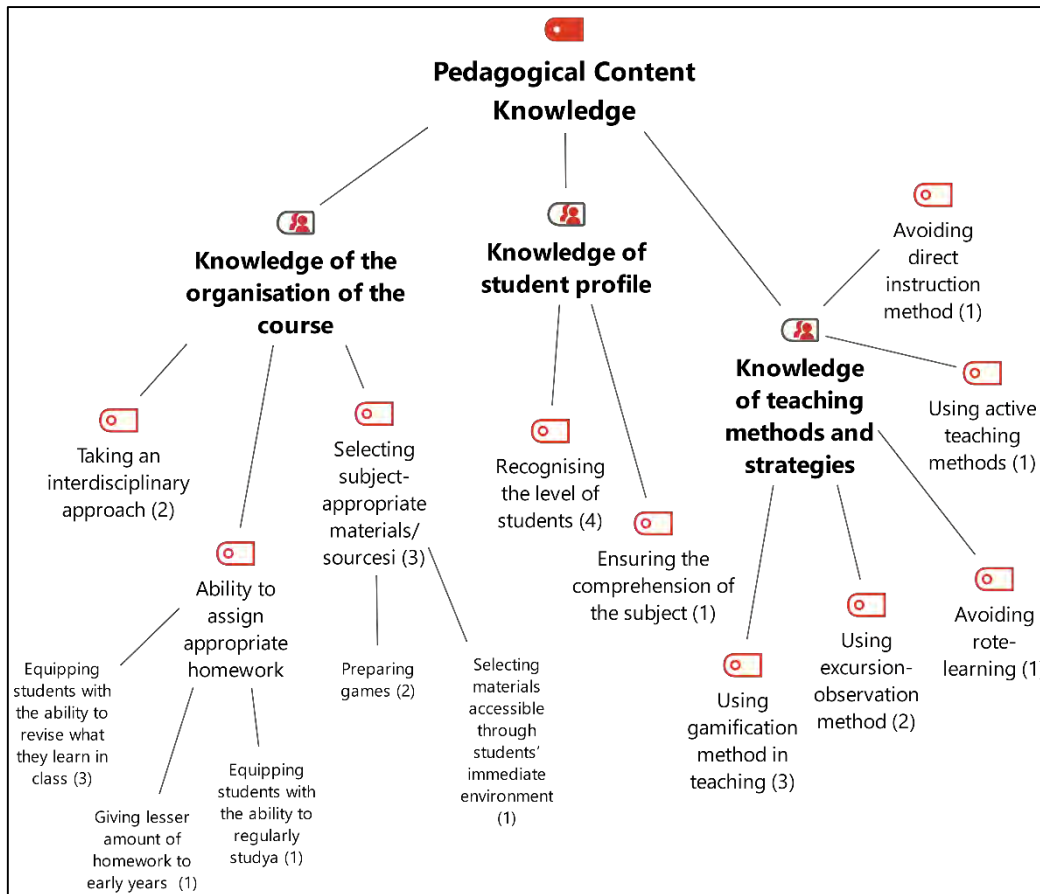 Pedagogical Content
Knowledge
Knowledge of the
organisation of the
course
Taking an
interdisciplinary
approach (2)
Ability to
assign
appropriate
homework
Equipping
students with
the ability to
revise what
they learn in
class (3)
Giving lesser
amount of
homework to
early years (1)
Equipping
students with
the ability to
regularly
studya (1)
Selecting
subject-
appropriate
materials/
sourcesi (3)
Preparing
games (2)
Selecting
materials
accessible
through
students'
immediate
environment
(1)
Knowledge of
student profile
Recognising
the level of
students (4)
Ensuring the
comprehension of
the subject (1)
Knowledge
of teaching
methods and
strategies
Avoiding
direct
instruction
method (1)
Using active
teaching
methods (1)
Avoiding
rote-
learning (1)
Using
excursion-
observation
method (2)
Using
gamification
method in
teaching (3)